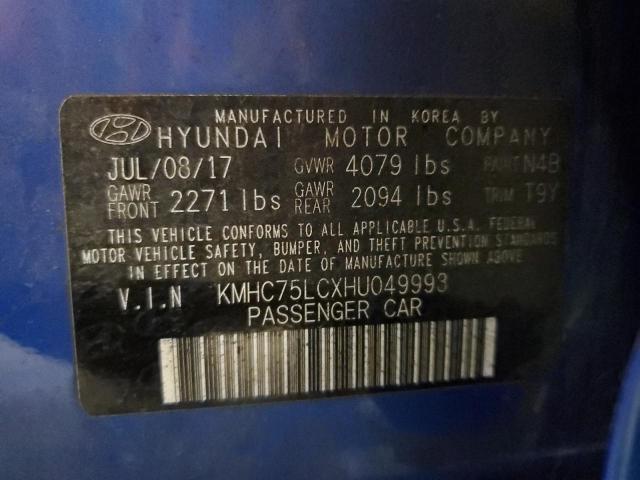 MANUFACTURED IN KOREA BY
HYUNDAI MOTOR COMPANY
JUL/08/17 GVWR 4079 lbs PAINT N4B
GAWR FRONT 2271 lbs GAWR REAR 2094 lbs TRIM T9Y
THIS VEHICLE CONFORMS TO ALL APPLICABLE U.S.A. FEDERAL
MOTOR VEHICLE SAFETY, BUMPER, AND THEFT PREVENTION STANDARDS
IN EFFECT ON THE DATE OF MANUFACTURE SHOWN ABOVE
V.I.N KMHC75LCXHU049993
PASSENGER CAR